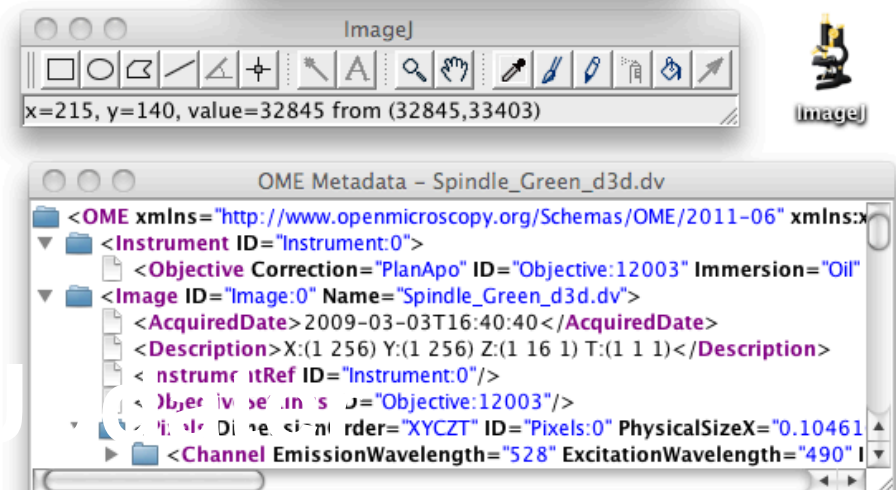 ImageJ
x=215, y=140, value=32845 from (32845,33403)
ImageJ
OME Metadata – Spindle_Green_d3d.dv
<OME xmlns="http://www.openmicroscopy.org/Schemas/OME/2011-06" xmlns:x
<Instrument ID="Instrument:0">
<Objective Correction="PlanApo" ID="Objective:12003" Immersion="Oil"
<Image ID="Image:0" Name="Spindle_Green_d3d.dv">
<AcquiredDate>2009-03-03T16:40:40</AcquiredDate>
<Description>X:(1 256) Y:(1 256) Z:(1 16 1) T:(1 1 1)</Description>
ID="Instrument:0"/>
"Objective:12003"/>
="XYCZT" ID="Pixels:0" PhysicalSizeX="0.10461
<Channel EmissionWavelength="528" ExcitationWavelength="490"